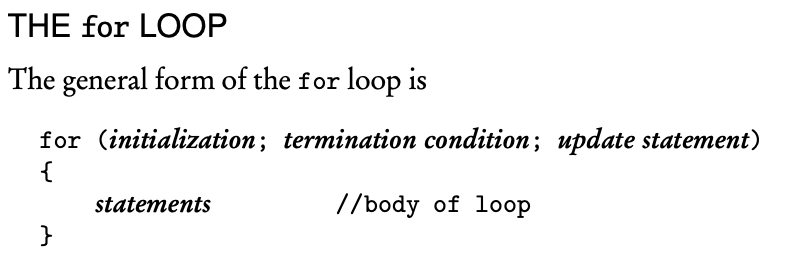 THE for LOOP
The general form of the for loop is
for (initialization; termination condition; update statement)
{
statements //body of loop
}